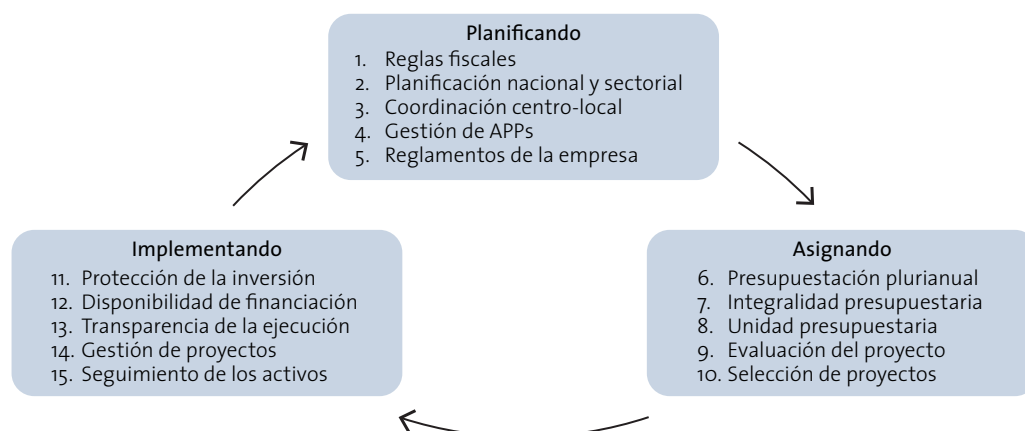 Planificando
1. Reglas fiscales
2. Planificación nacional y sectorial
3. Coordinación centro-local
4. Gestión de APPs
5. Reglamentos de la empresa
Implementando
11. Protección de la inversión
12. Disponibilidad de financiación
13. Transparencia de la ejecución
14. Gestión de proyectos
15. Seguimiento de los activos
Asignando
6. Presupuestación plurianual
7. Integralidad presupuestaria
8. Unidad presupuestaria
9. Evaluación del proyecto
10. Selección de proyectos